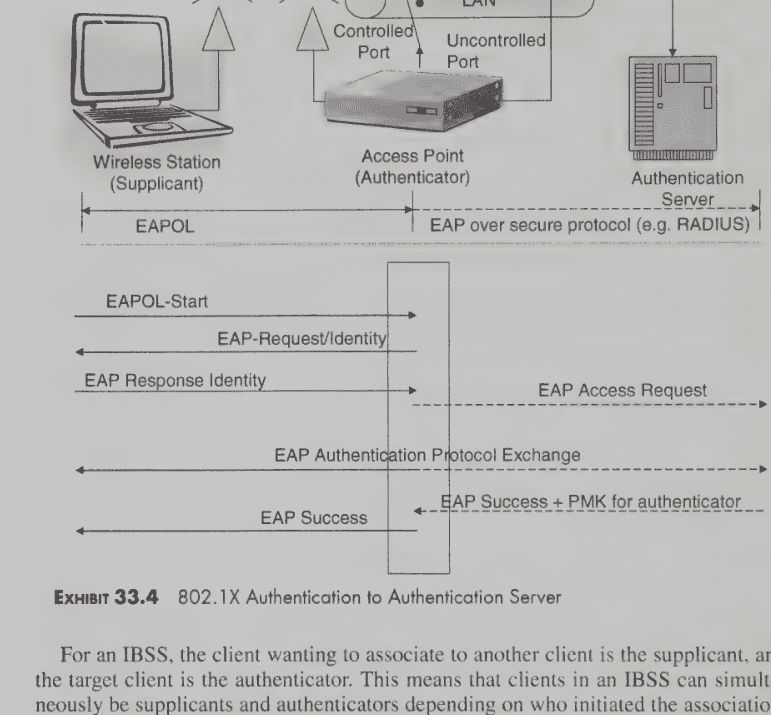 LAN
Controlled
Port
Uncontrolled
Port
Wireless Station
(Supplicant)
Access Point
(Authenticator)
Authentication
Server
EAPOL
EAP over secure protocol (e.g. RADIUS)
EAPOL-Start
EAP-Request/Identity
EAP Response Identity
EAP Access Request
EAP Authentication Protocol Exchange
EAP Success + PMK for authenticator
EAP Success
EXHIBIT 33.4 802.1X Authentication to Authentication Server
For an IBSS, the client wanting to associate to another client is the supplicant, an
the target client is the authenticator. This means that clients in an IBSS can simult
neously be supplicants and authenticators depending on who initiated the associatio